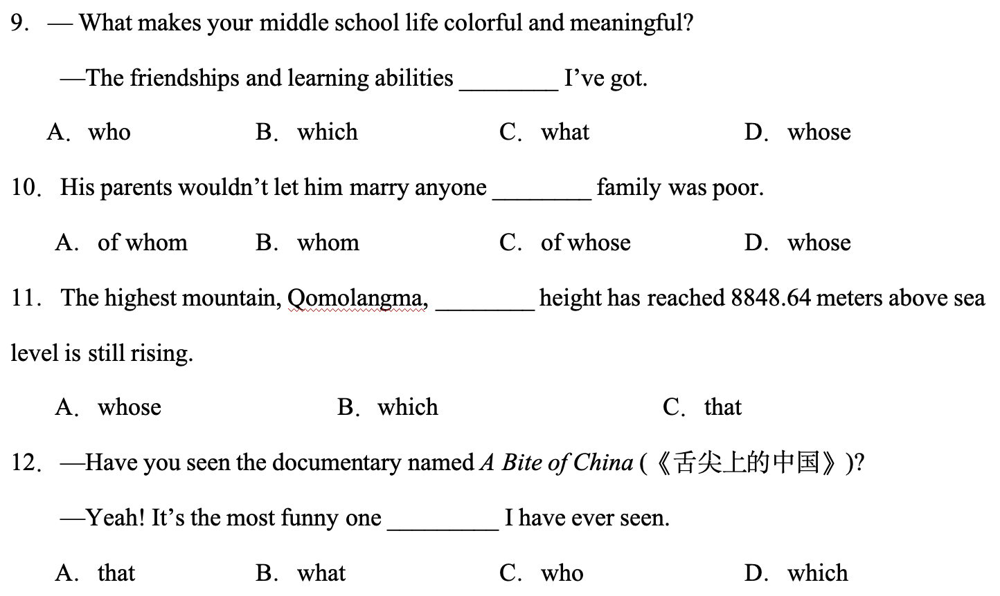 9. — What makes your middle school life colorful and meaningful?
—The friendships and learning abilities ________ I’ve got.
A. who B. which C. what D. whose
10. His parents wouldn’t let him marry anyone ________ family was poor.
A. of whom B. whom C. of whose D. whose
11. The highest mountain, Qomolangma, ________ height has reached 8848.64 meters above sea
level is still rising.
A. whose B. which C. that
12. —Have you seen the documentary named A Bite of China (《舌尖上的中国》)?
—Yeah! It’s the most funny one _________ I have ever seen.
A. that B. what C. who D. which